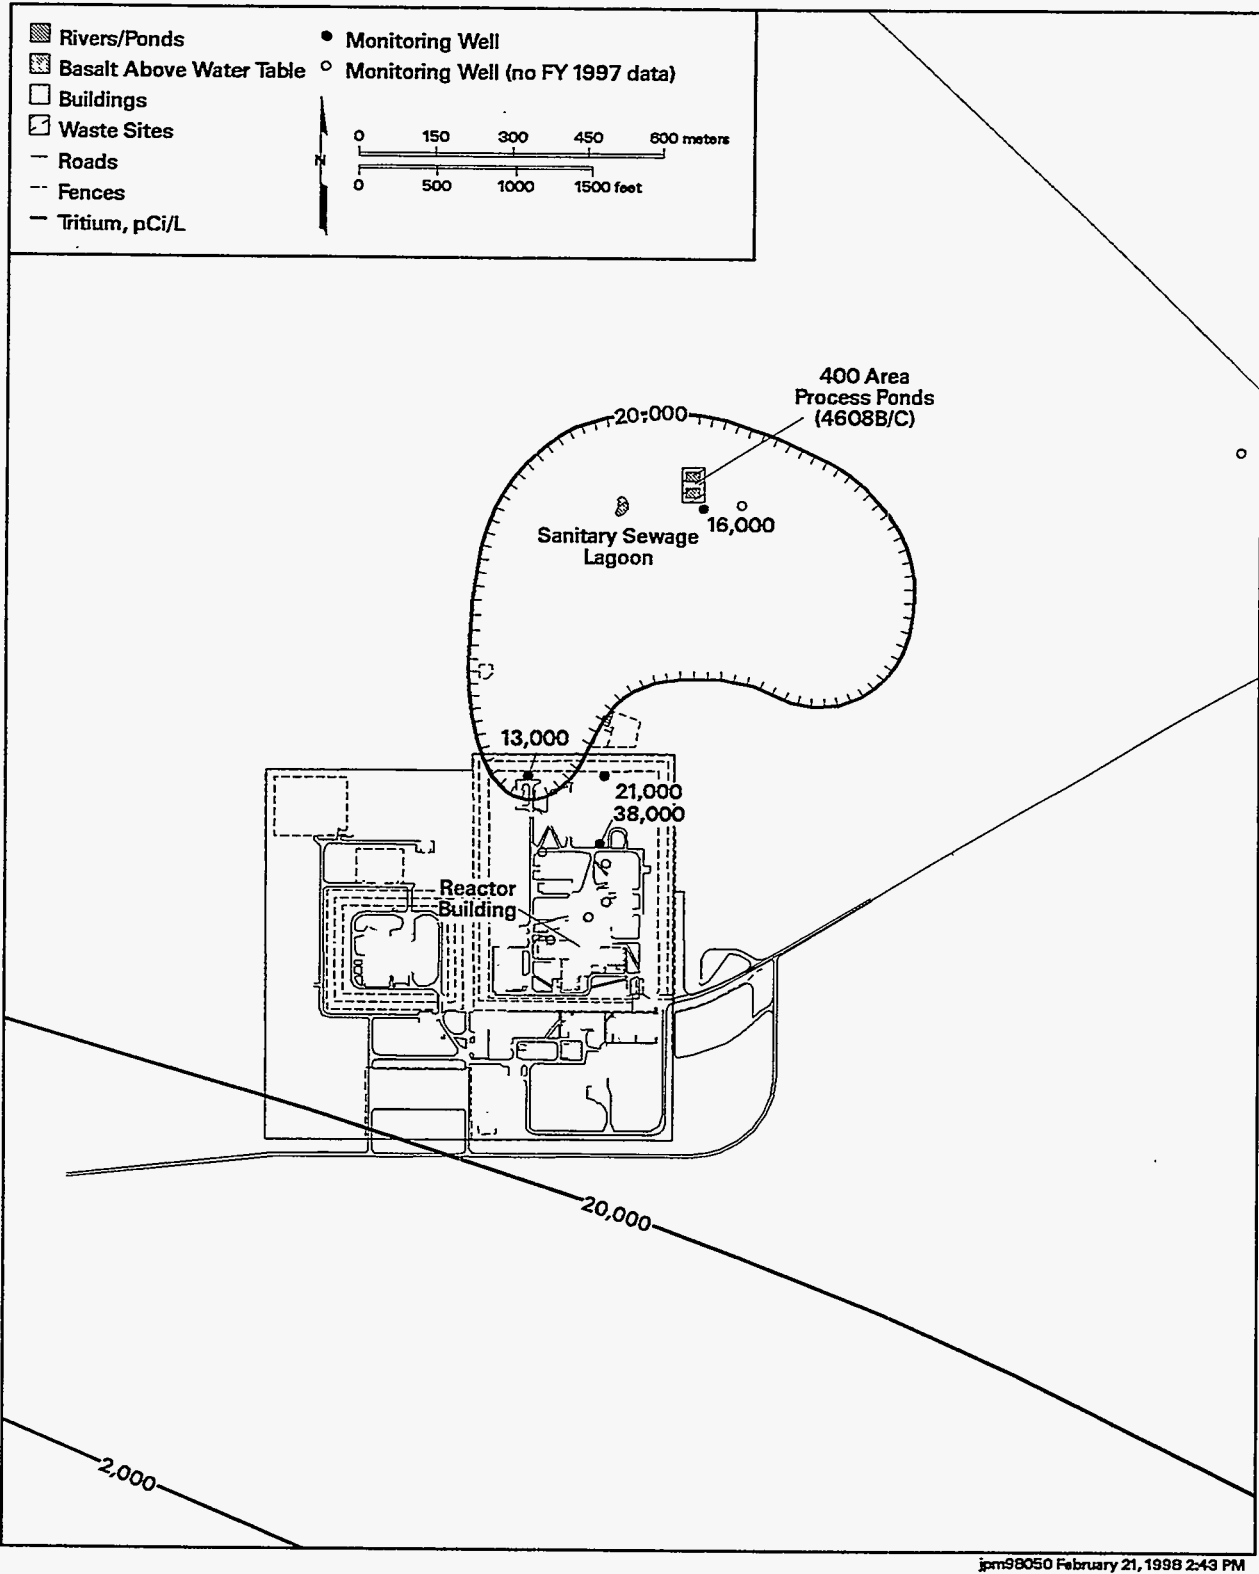 Rivers/Ponds
Basalt Above Water Table
Buildings
Waste Sites
Roads
Fences
Tritium, pCi/L
Monitoring Well
Monitoring Well (no FY 1997 data)
N
0 150 300 450 600 meters
0 500 1000 1500 feet
400 Area
Process Ponds
(4608B/C)
20,000
16,000
Sanitary Sewage
Lagoon
13,000
21,000
38,000
Reactor
Building
20,000
2,000
jpm98050 February 21, 1998 2:43 PM